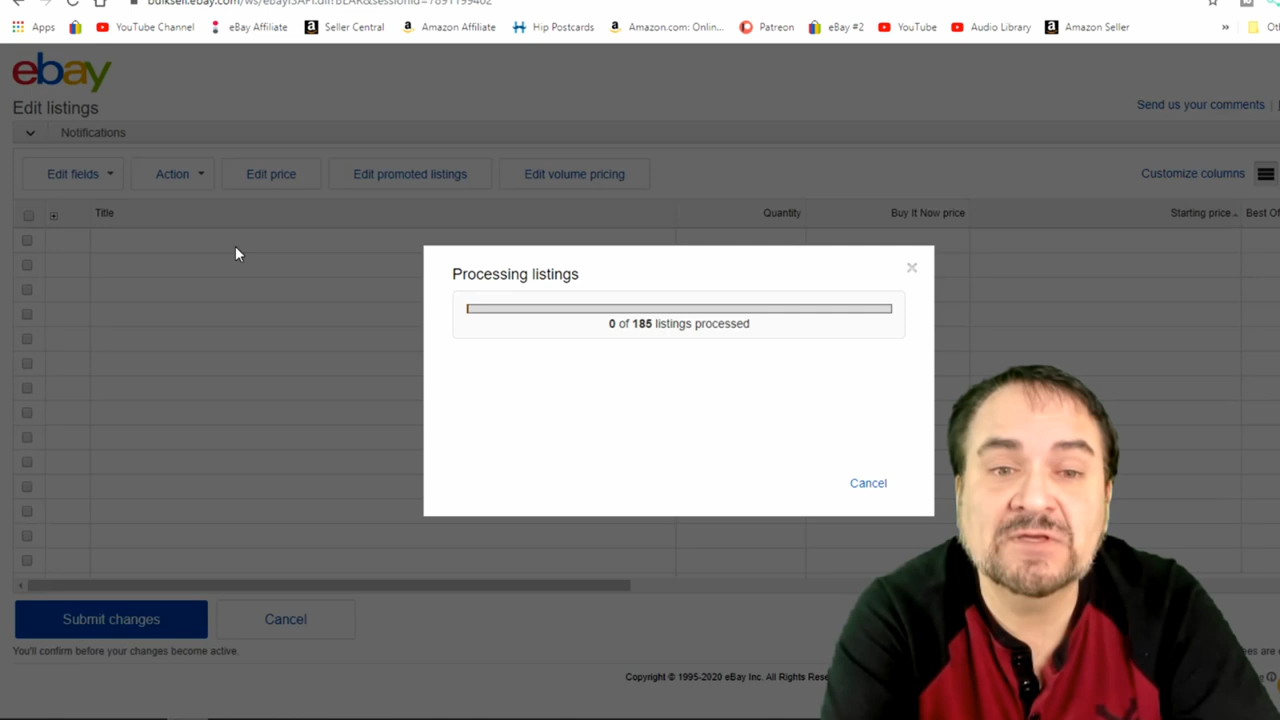 Apps YouTube Channel eBay Affiliate Seller Central Amazon Affiliate Hip Postcards Amazon.com: Onlin... Patreon eBay #2 YouTube Audio Library Amazon Seller »
ebay
Edit listings
Send us your comments
Notifications
Edit fields Action Edit price Edit promoted listings Edit volume pricing Customize columns
Title Quantity Buy It Now price Starting price Best Of
Processing listings
0 of 185 listings processed
Cancel
Submit changes Cancel
You'll confirm before your changes become active.
Copyright © 1995-2020 eBay Inc. All Rights Rese